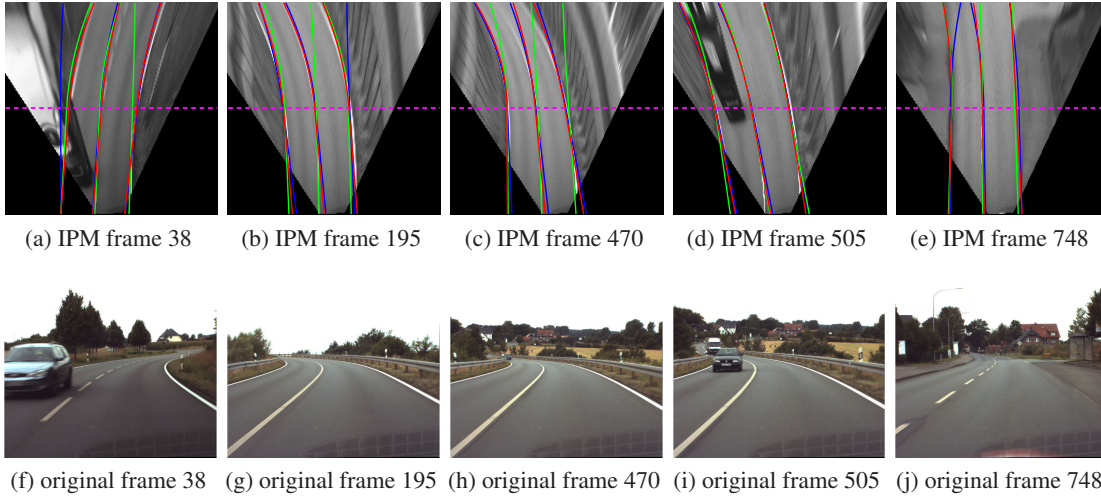 (a) IPM frame 38
(b) IPM frame 195
(c) IPM frame 470
(d) IPM frame 505
(e) IPM frame 748
(f) original frame 38
(g) original frame 195
(h) original frame 470
(i) original frame 505
(j) original frame 748